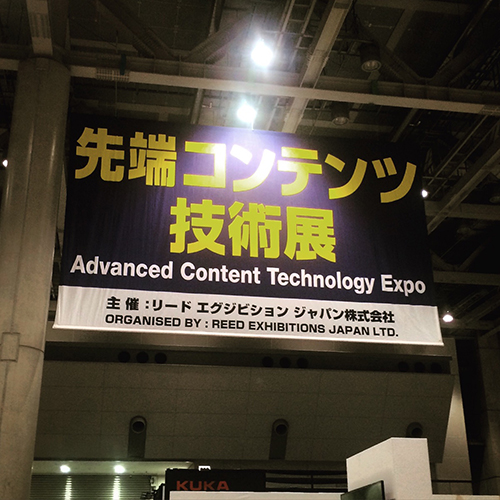 先端コンテンツ
技術展
Advanced Content Technology Expo
主催:リード エグジビション ジャパン株式会社
ORGANISED BY : REED EXHIBITIONS JAPAN LTD.
KUKA